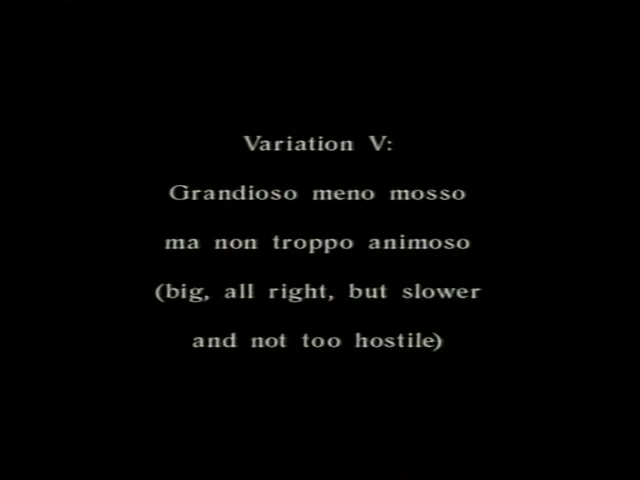 Variation V:
Grandioso meno mosso
ma non troppo animoso
(big, all right, but slower
and not too hostile)